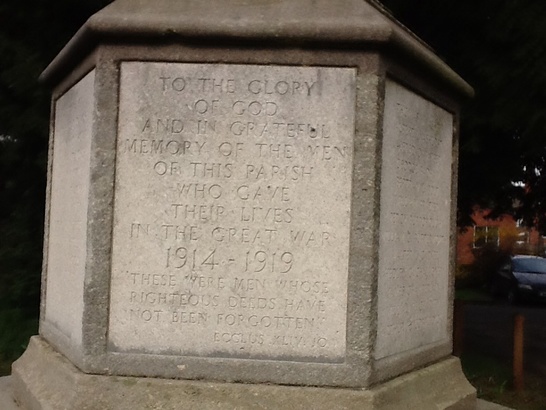 TO THE GLORY
OF GOD
AND IN GRATEFUL
MEMORY OF THE MEN
OF THIS PARISH
WHO GAVE
THEIR LIVES
IN THE GREAT WAR
1914-1919
"THESE WERE MEN WHOSE
RIGHTEOUS DEEDS HAVE
NOT BEEN FORGOTTEN"
ECCLUS XLIV. 10